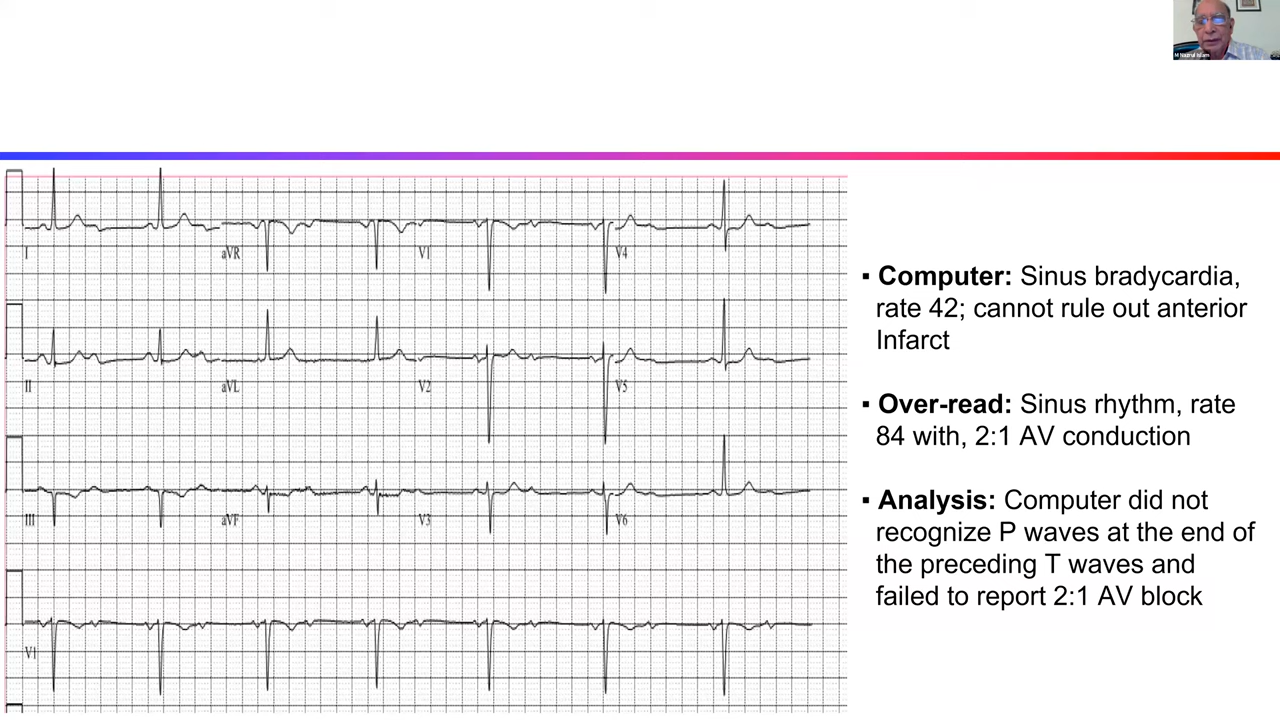 M Nazrul Islam
I
aVR
V1
V4
II
aVL
V2
V5
III
aVF
V3
V6
V1
▪ Computer: Sinus bradycardia,
rate 42; cannot rule out anterior
Infarct
▪ Over-read: Sinus rhythm, rate
84 with, 2:1 AV conduction
▪ Analysis: Computer did not
recognize P waves at the end of
the preceding T waves and
failed to report 2:1 AV block